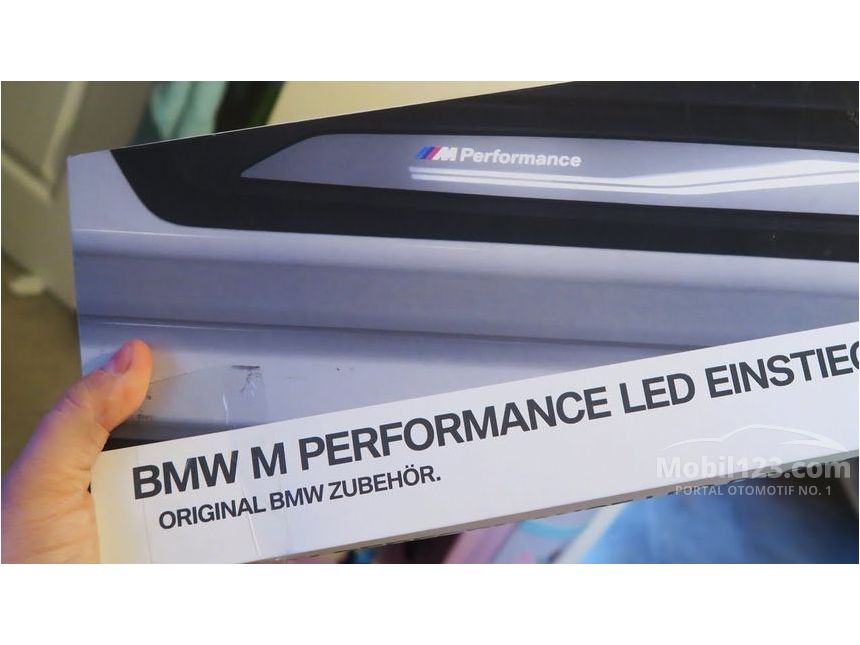 M Performance
BMW M PERFORMANCE LED EINSTIEG
ORIGINAL BMW ZUBEHÖR.
Mobil123.com
PORTAL OTOMOTIF NO. 1